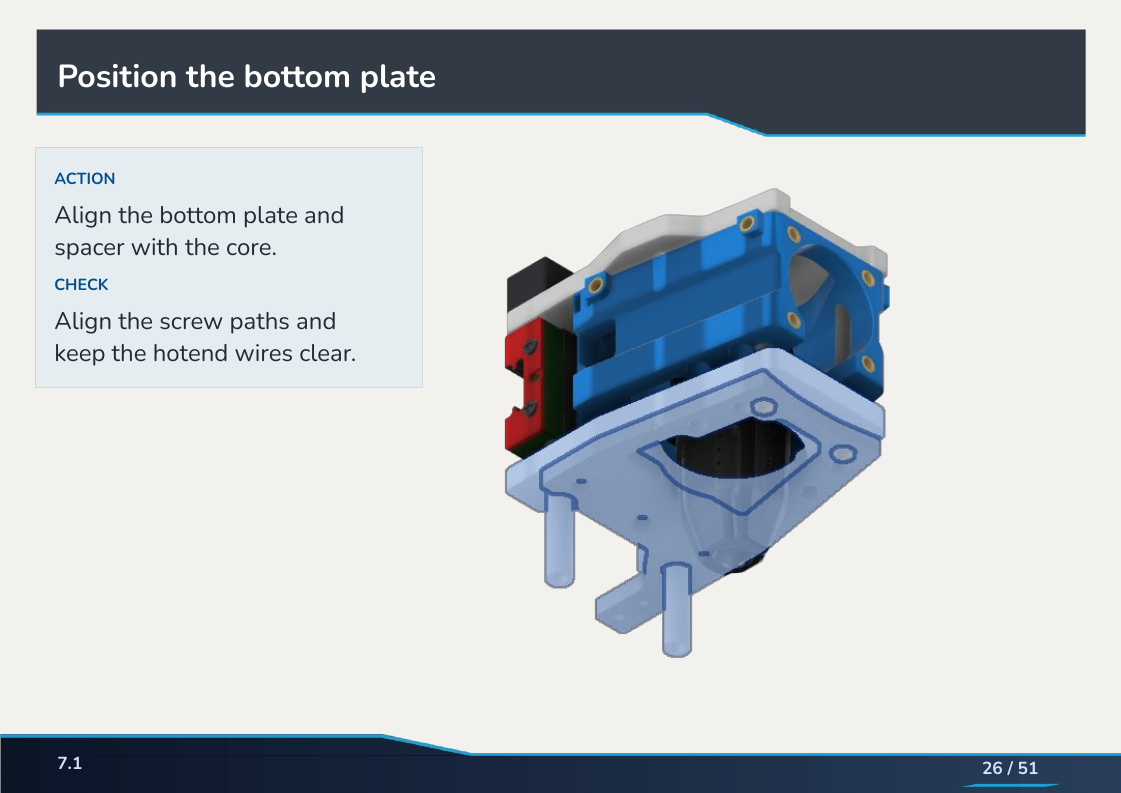 Position the bottom plate
ACTION
Align the bottom plate and
spacer with the core.
CHECK
Align the screw paths and
keep the hotend wires clear.
7.1
26 / 51